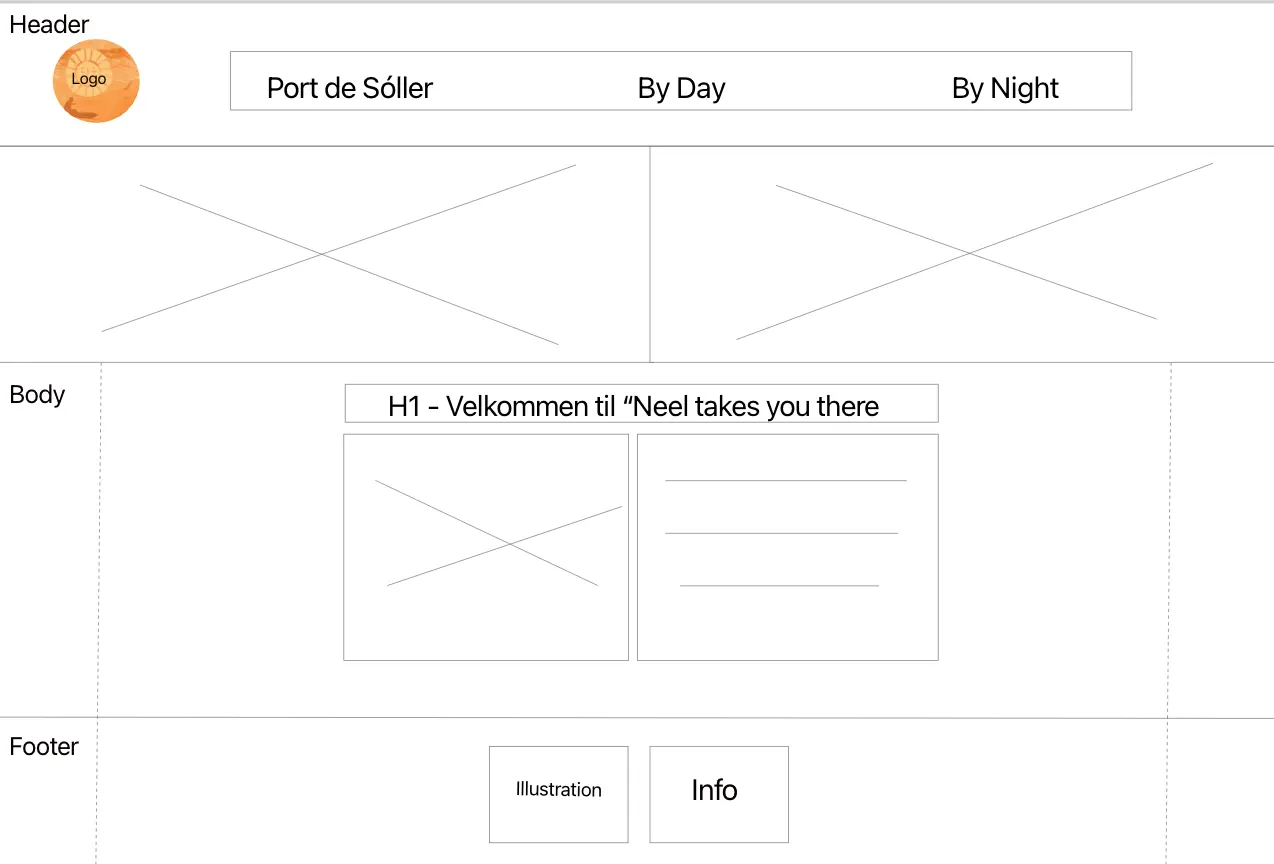 Header
Logo
Port de Sóller By Day By Night
Body
H1 - Velkommen til “Neel takes you there
Footer
Illustration Info